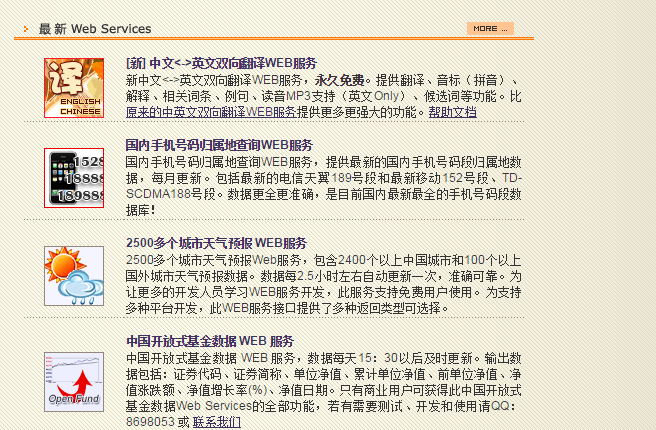 最新 Web Services
MORE ...
[新] 中文<->英文双向翻译WEB服务
新中文<->英文双向翻译WEB服务，永久免费。提供翻译、音标（拼音）、
解释、相关词条、例句、读音MP3支持（英文Only）、候选词等功能。比
原来的中英文双向翻译WEB服务提供更多更强大的功能。帮助文档
译
ENGLISH
CHINESE
国内手机号码归属地查询WEB服务
国内手机号码归属地查询WEB服务，提供最新的国内手机号码段归属地数
据，每月更新。包括最新的电信天翼189号段和最新移动152号段、TD-
SCDMA188号段。数据更全更准确，是目前国内最新最全的手机号码段数
据库！
1528
18888
189888
2500多个城市天气预报 WEB服务
2500多个城市天气预报Web服务，包含2400个以上中国城市和100个以上
国外城市天气预报数据。数据每2.5小时左右自动更新一次，准确可靠。为
让更多的开发人员学习WEB服务开发，此服务支持免费用户使用。为支持
多种平台开发，此WEB服务接口提供了多种返回类型可选择。
中国开放式基金数据 WEB 服务
中国开放式基金数据 WEB 服务，数据每天15：30以后及时更新。输出数
据包括：证券代码、证券简称、单位净值、累计单位净值、前单位净值、净
值涨跌额、净值增长率(%)、净值日期。只有商业用户可获得此中国开放式
基金数据Web Services的全部功能，若有需要测试、开发和使用请QQ：
8698053 或 联系我们
Open Fund